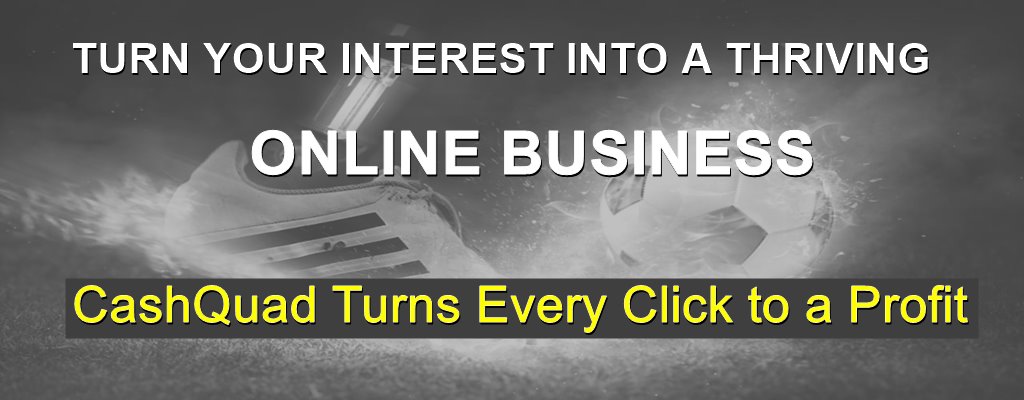 TURN YOUR INTEREST INTO A THRIVING
ONLINE BUSINESS
CashQuad Turns Every Click to a Profit